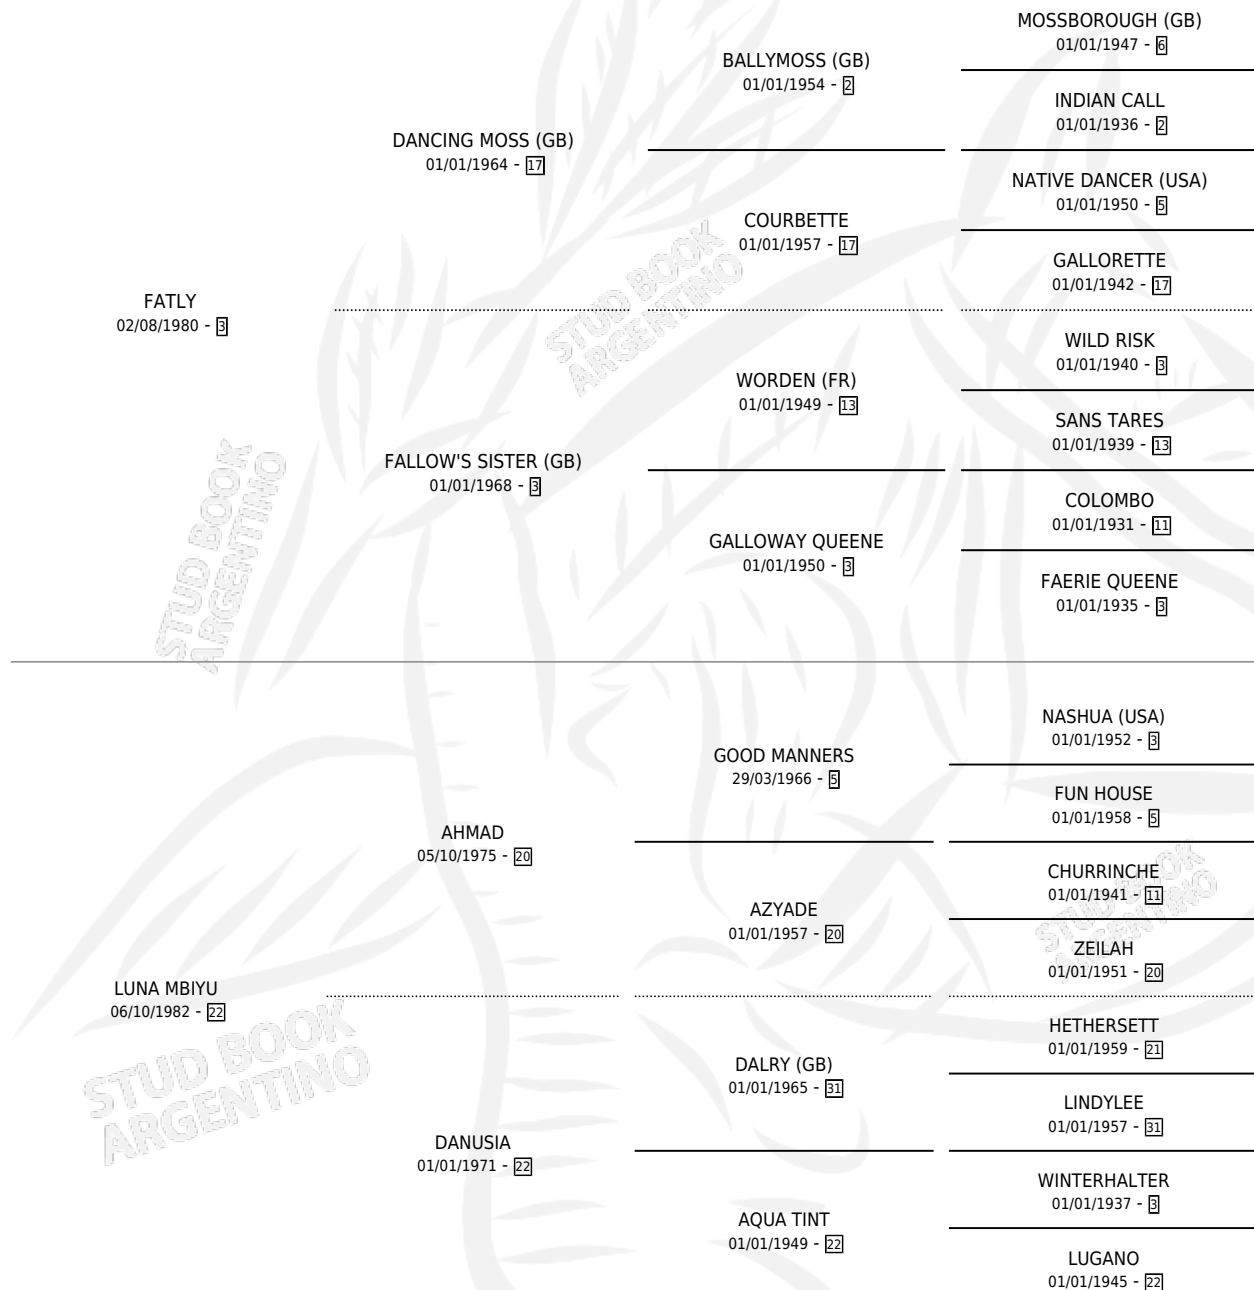 MOSSBOROUGH (GB)
01/01/1947 - 6
BALLYMOSS (GB)
01/01/1954 - 2
INDIAN CALL
01/01/1936 - 2
DANCING MOSS (GB)
01/01/1964 - 17
NATIVE DANCER (USA)
01/01/1950 - 5
COURBETTE
01/01/1957 - 17
GALLORETTE
01/01/1942 - 17
FATLY
02/08/1980 - 3
WILD RISK
01/01/1940 - 3
WORDEN (FR)
01/01/1949 - 13
SANS TARES
01/01/1939 - 13
FALLOW'S SISTER (GB)
01/01/1968 - 3
COLOMBO
01/01/1931 - 11
GALLOWAY QUEENE
01/01/1950 - 3
FAERIE QUEENE
01/01/1935 - 3
NASHUA (USA)
01/01/1952 - 3
GOOD MANNERS
29/03/1966 - 5
FUN HOUSE
01/01/1958 - 5
AHMAD
05/10/1975 - 20
CHURRINCHE
01/01/1941 - 11
AZYADE
01/01/1957 - 20
ZEILAH
01/01/1951 - 20
LUNA MBIYU
06/10/1982 - 22
HETHERSETT
01/01/1959 - 21
DALRY (GB)
01/01/1965 - 31
LINDYLEE
01/01/1957 - 31
DANUSIA
01/01/1971 - 22
WINTERHALTER
01/01/1937 - 3
AQUA TINT
01/01/1949 - 22
LUGANO
01/01/1945 - 22
STUD BOOK
ARGENTINO
STUD BOOK
ARGENTINO
STUD BOOK
ARGENTINO
STUD BOOK
ARGENTINO